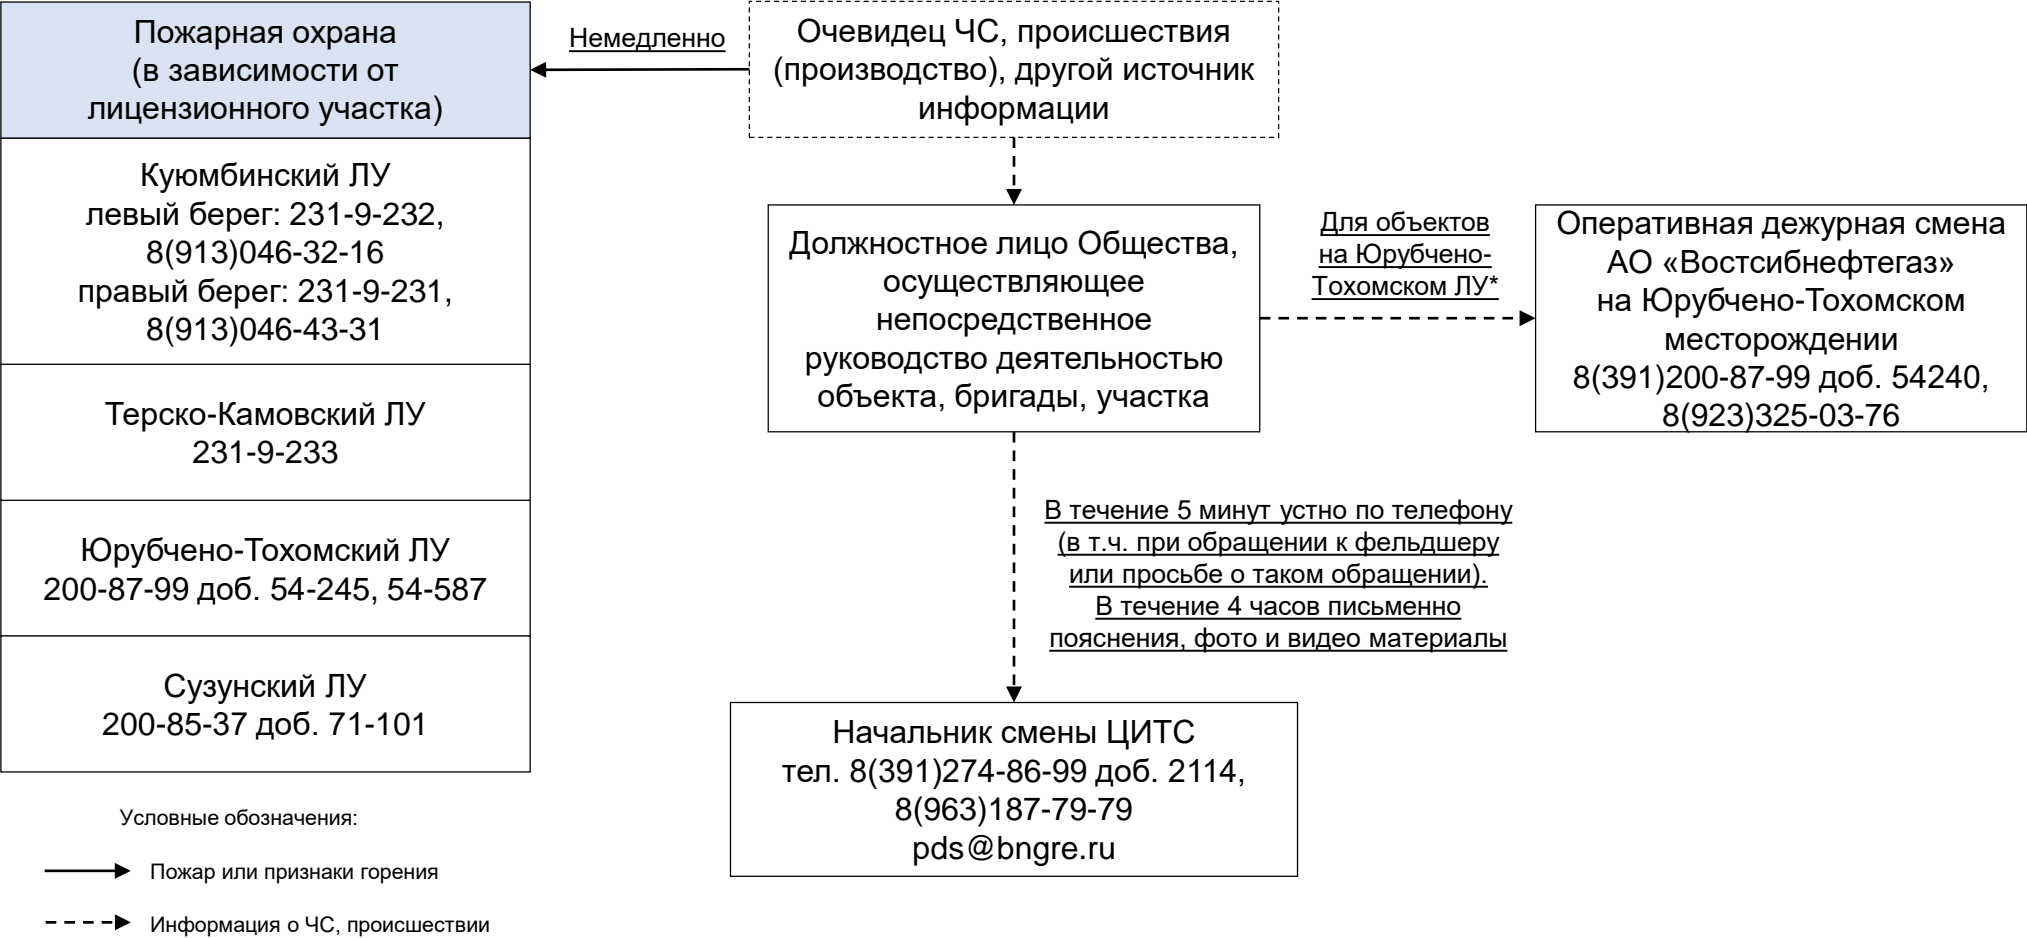 Пожарная охрана
(в зависимости от
лицензионного участка)
Куюмбинский ЛУ
левый берег: 231-9-232,
8(913)046-32-16
правый берег: 231-9-231,
8(913)046-43-31
Терско-Камовский ЛУ
231-9-233
Юрубчено-Тохомский ЛУ
200-87-99 доб. 54-245, 54-587
Сузунский ЛУ
200-85-37 доб. 71-101
Немедленно
Очевидец ЧС, происшествия
(производство), другой источник
информации
Должностное лицо Общества,
осуществляющее
непосредственное
руководство деятельностью
объекта, бригады, участка
Для объектов
на Юрубчено-
Тохомском ЛУ*
Оперативная дежурная смена
АО «Востсибнефтегаз»
на Юрубчено-Тохомском
месторождении
8(391)200-87-99 доб. 54240,
8(923)325-03-76
В течение 5 минут устно по телефону
(в т.ч. при обращении к фельдшеру
или просьбе о таком обращении).
В течение 4 часов письменно
пояснения, фото и видео материалы
Начальник смены ЦИТС
тел. 8(391)274-86-99 доб. 2114,
8(963)187-79-79
pds@bngre.ru
Условные обозначения:
Пожар или признаки горения
Информация о ЧС, происшествии